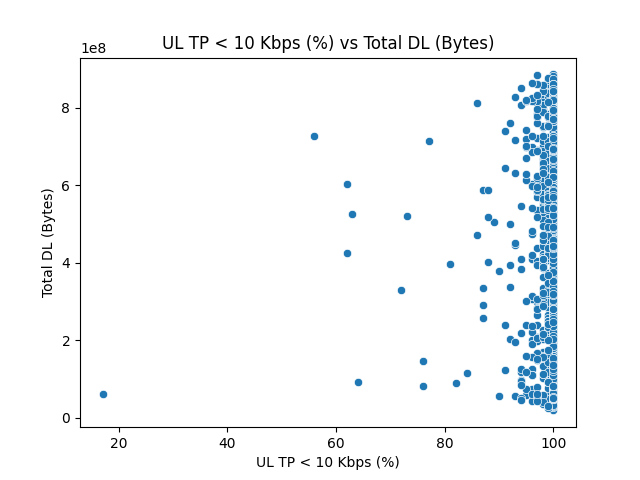 UL TP < 10 Kbps (%) vs Total DL (Bytes)
1e8
8
6
4
2
0
Total DL (Bytes)
20 40 60 80 100
UL TP < 10 Kbps (%)